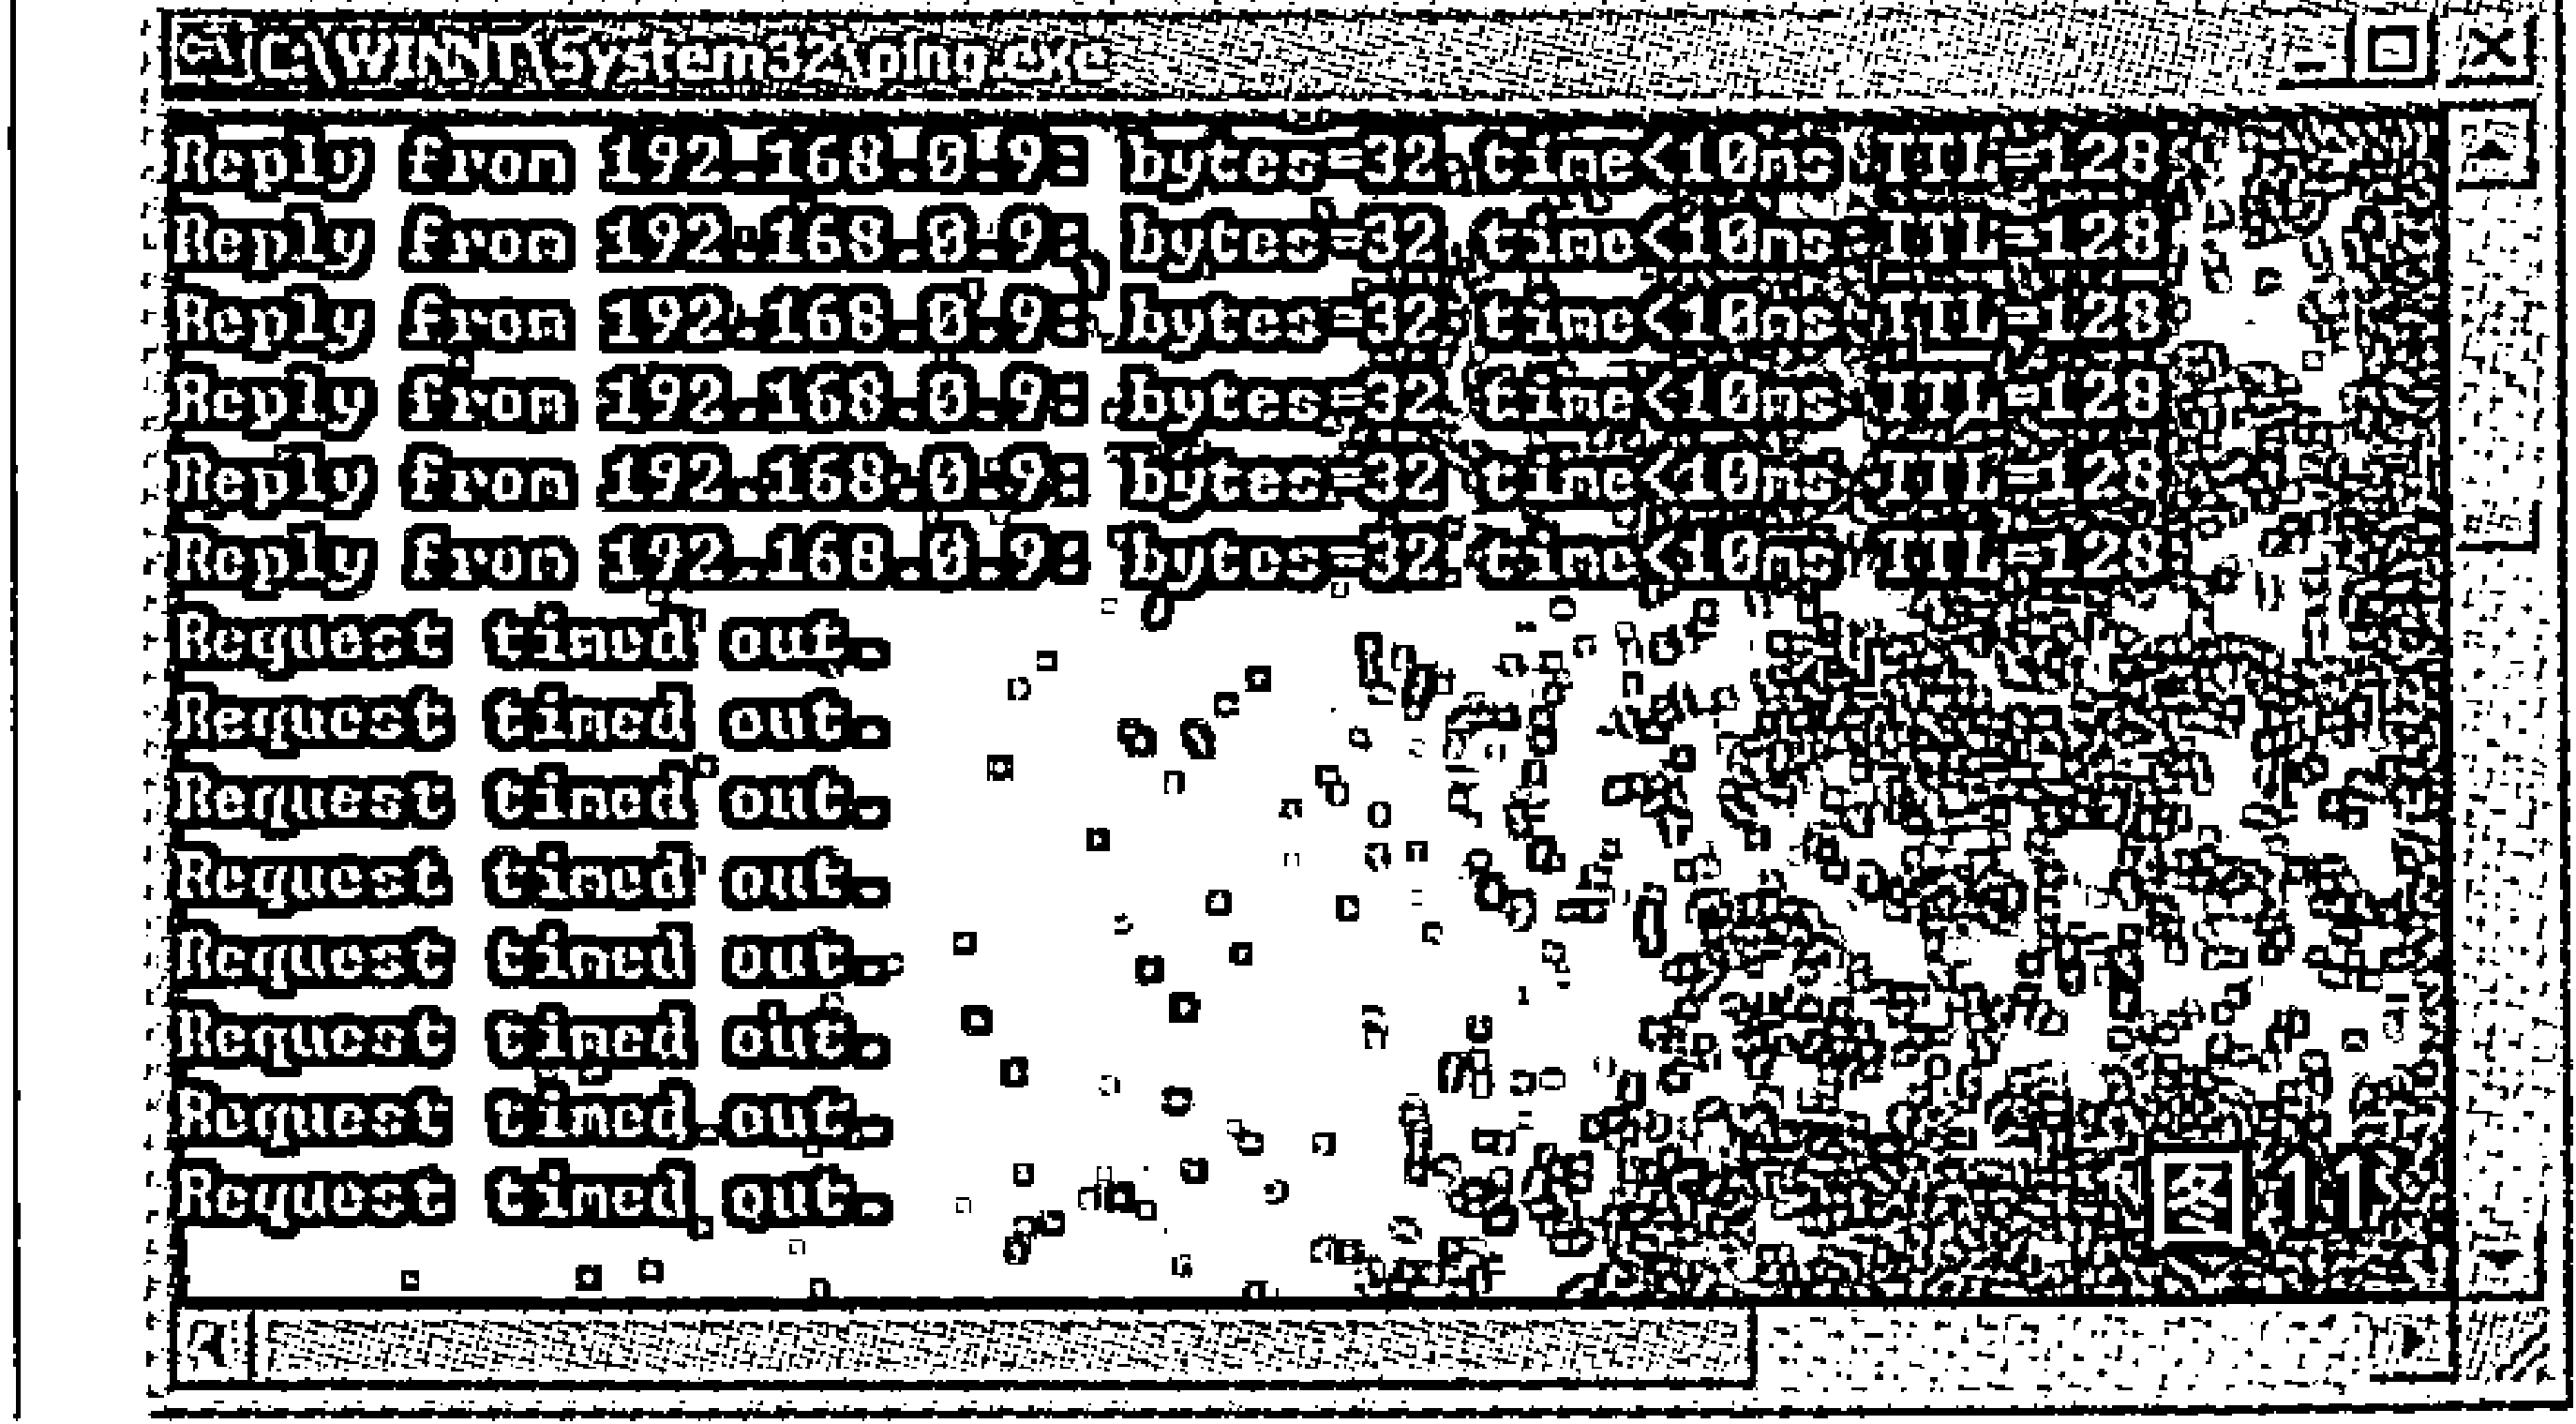 C:\WINNT\System32\ping.exe
Reply from 192.168.0.9: bytes=32 time<10ms TTL=128
Reply from 192.168.0.9: bytes=32 time<10ms TTL=128
Reply from 192.168.0.9: bytes=32 time<10ms TTL=128
Reply from 192.168.0.9: bytes=32 time<10ms TTL=128
Reply from 192.168.0.9: bytes=32 time<10ms TTL=128
Reply from 192.168.0.9: bytes=32 time<10ms TTL=128
Request timed out.
Request timed out.
Request timed out.
Request timed out.
Request timed out.
Request timed out.
Request timed out.
Request timed out.
图 11